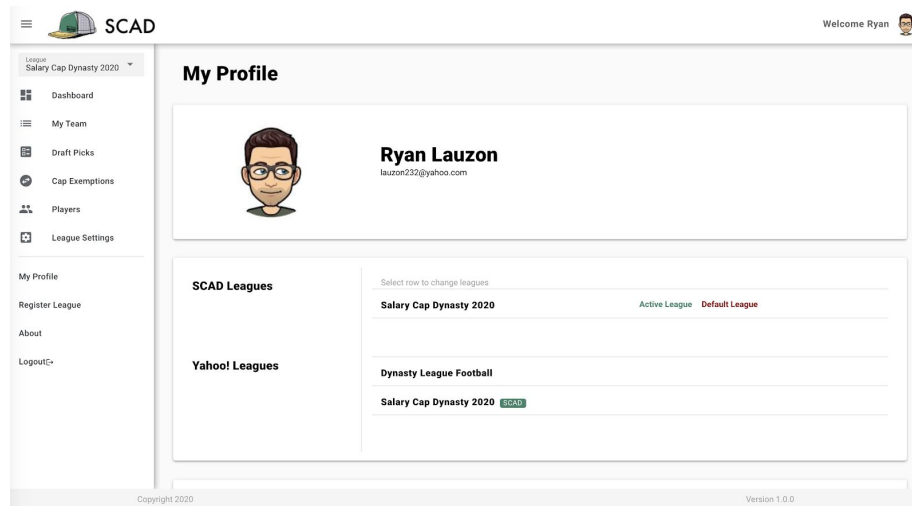 SCAD
Welcome Ryan
League
Salary Cap Dynasty 2020
Dashboard
My Team
Draft Picks
Cap Exemptions
Players
League Settings
My Profile
Register League
About
Logout
My Profile
Ryan Lauzon
lauzon232@yahoo.com
SCAD Leagues
Select row to change leagues
Salary Cap Dynasty 2020 Active League Default League
Yahoo! Leagues
Dynasty League Football
Salary Cap Dynasty 2020 SCAD
Copyright 2020 Version 1.0.0